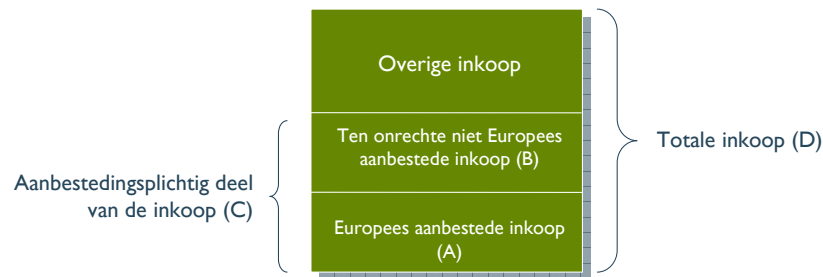 Overige inkoop
Ten onrechte niet Europees
aanbestede inkoop (B)
Totale inkoop (D)
Aanbestedingsplichtig deel
van de inkoop (C)
Europees aanbestede inkoop
(A)